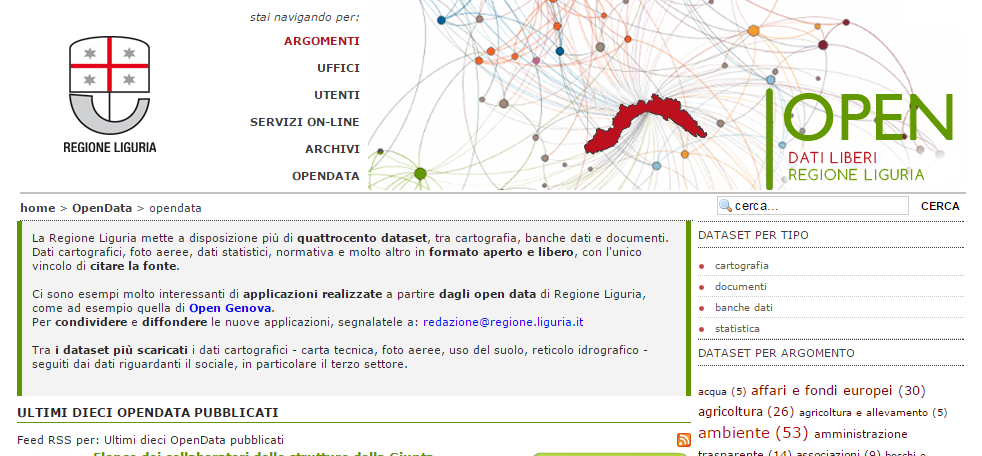 stai navigando per:
ARGOMENTI
UFFICI
UTENTI
SERVIZI ON-LINE
ARCHIVI
OPENDATA
REGIONE LIGURIA
OPEN
DATI LIBERI
REGIONE LIGURIA
home > OpenData > opendata
cerca...
CERCA
La Regione Liguria mette a disposizione più di quattrocento dataset, tra cartografia, banche dati e documenti.
Dati cartografici, foto aeree, dati statistici, normativa e molto altro in formato aperto e libero, con l'unico
vincolo di citare la fonte.
Ci sono esempi molto interessanti di applicazioni realizzate a partire dagli open data di Regione Liguria,
come ad esempio quella di Open Genova.
Per condividere e diffondere le nuove applicazioni, segnalatele a: redazione@regione.liguria.it
Tra i dataset più scaricati i dati cartografici - carta tecnica, foto aeree, uso del suolo, reticolo idrografico -
seguiti dai dati riguardanti il sociale, in particolare il terzo settore.
ULTIMI DIECI OPENDATA PUBBLICATI
Feed RSS per: Ultimi dieci OpenData pubblicati
Elenco dei collaboratori delle strutture della Giunta
DATASET PER TIPO
cartografia
documenti
banche dati
statistica
DATASET PER ARGOMENTO
acqua (5) affari e fondi europei (30)
agricoltura (26) agricoltura e allevamento (5)
ambiente (53) amministrazione
trasparente (14) associazioni (9) boschi e